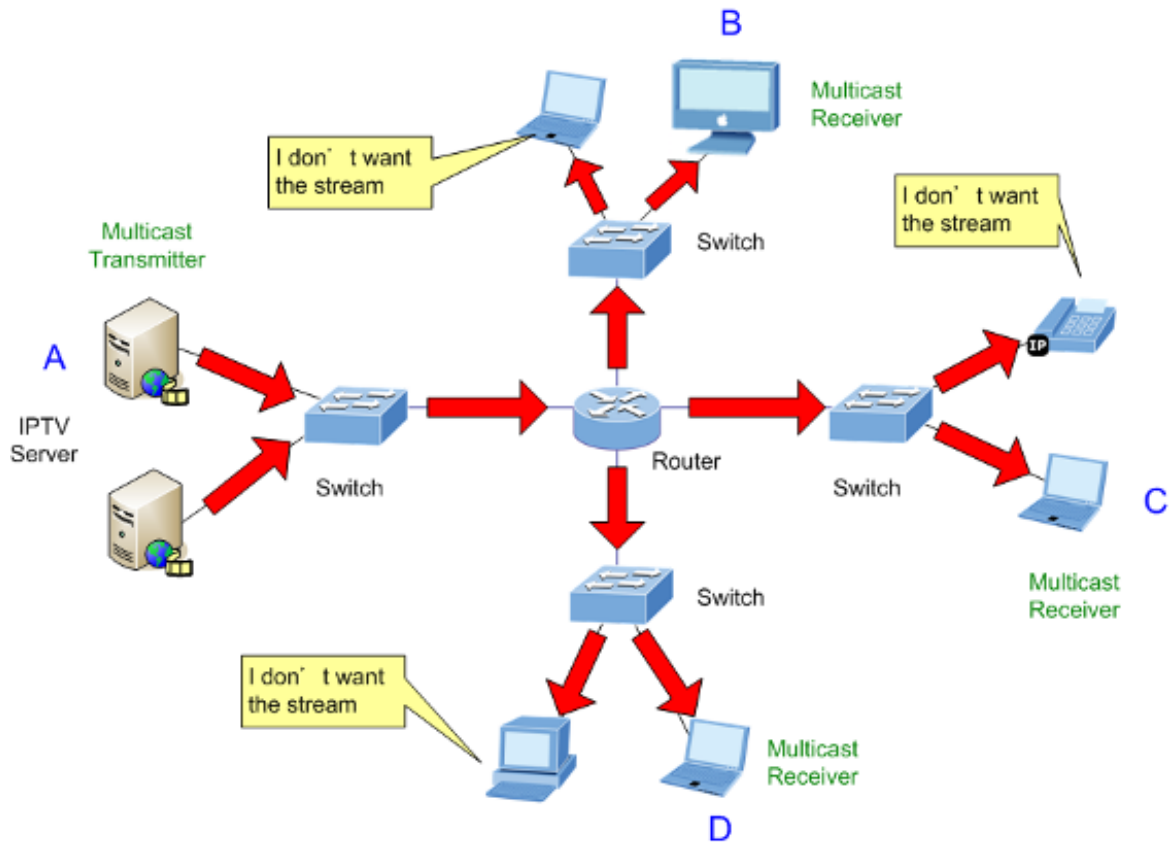 B
Multicast
Receiver
I don’ t want
the stream
I don’ t want
the stream
Switch
Multicast
Transmitter
A
IP
IPTV
Server
Switch
Router
Switch
C
Multicast
Receiver
Switch
I don’ t want
the stream
Multicast
Receiver
D